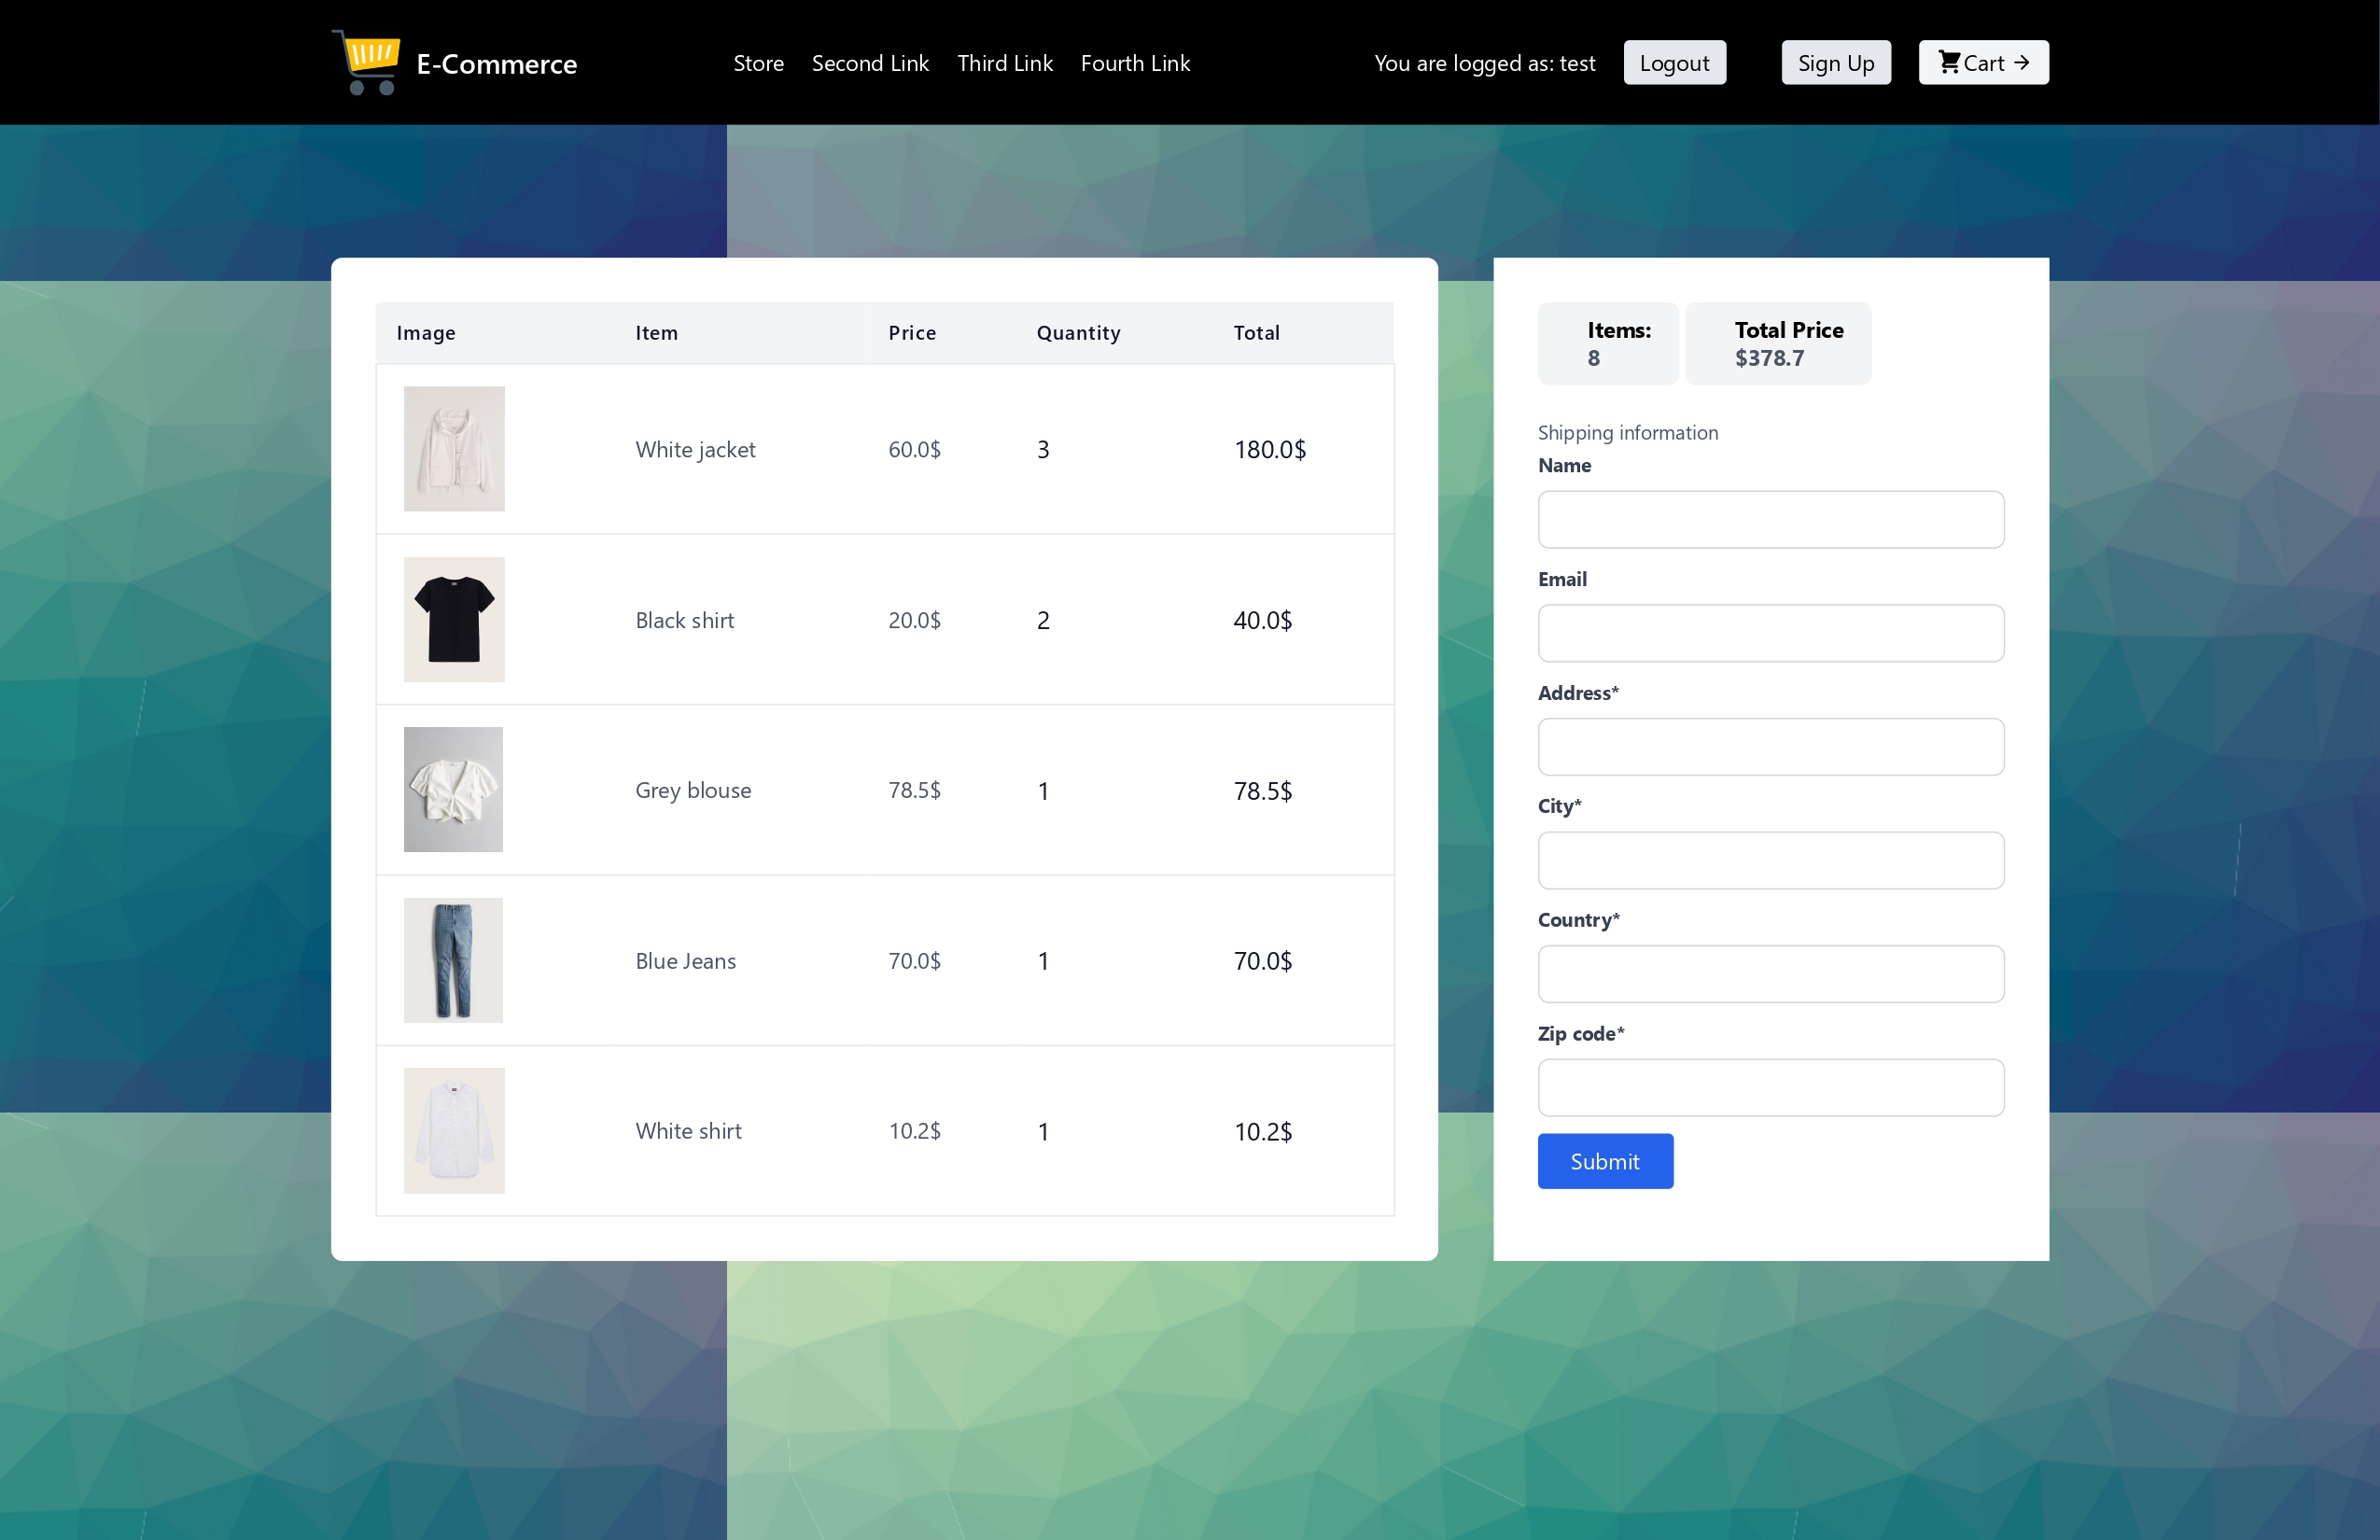 E-Commerce
Store Second Link Third Link Fourth Link
You are logged as: test Logout Sign Up Cart →
Image Item Price Quantity Total
White jacket 60.0$ 3 180.0$
Black shirt 20.0$ 2 40.0$
Grey blouse 78.5$ 1 78.5$
Blue Jeans 70.0$ 1 70.0$
White shirt 10.2$ 1 10.2$
Items:
8
Total Price
$378.7
Shipping information
Name
Email
Address*
City*
Country*
Zip code*
Submit